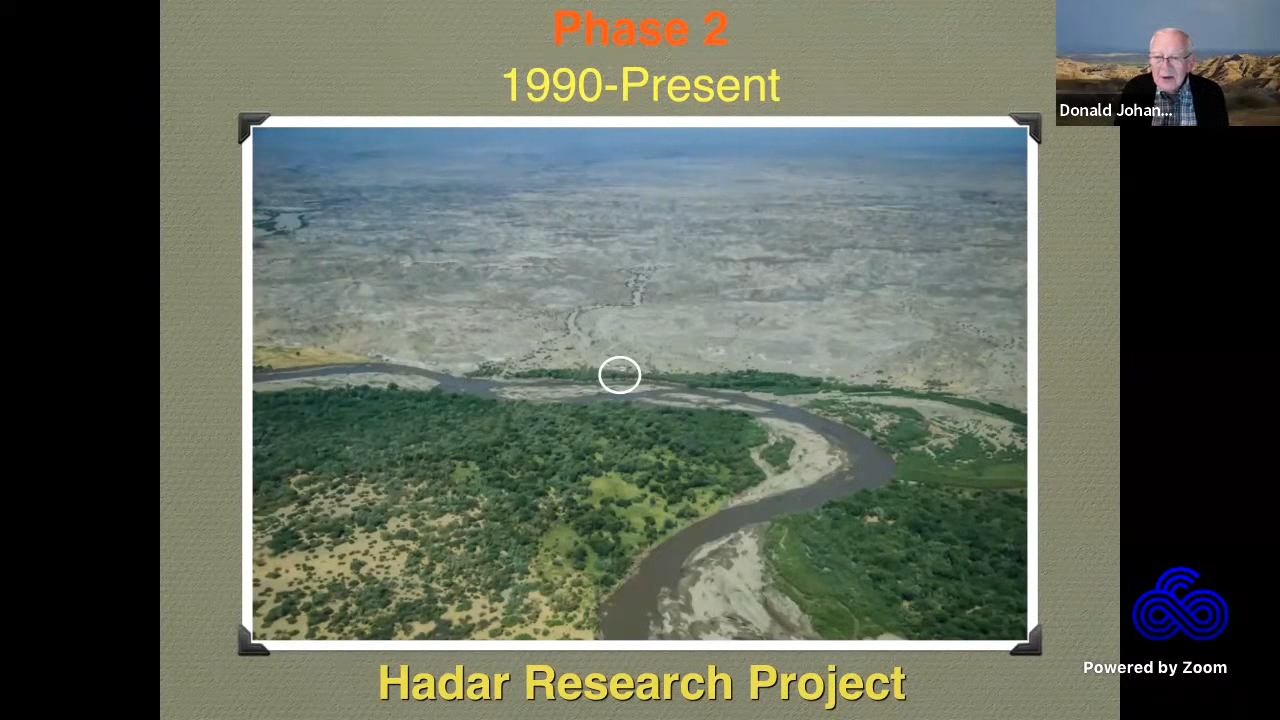 Phase 2
1990-Present
Donald Johan...
Hadar Research Project
Powered by Zoom